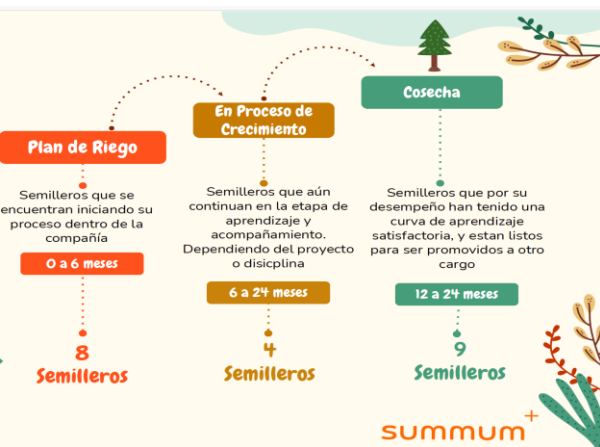 Plan de Riego
Semilleros que se
encuentran iniciando su
proceso dentro de la
compañía
0 a 6 meses
8
Semilleros
En Proceso de
Crecimiento
Semilleros que aún
continuan en la etapa de
aprendizaje y
acompañamiento.
Dependiendo del proyecto
o disicplina
6 a 24 meses
4
Semilleros
Cosecha
Semilleros que por su
desempeño han tenido una
curva de aprendizaje
satisfactoria, y estan listos
para ser promovidos a otro
cargo
12 a 24 meses
9
Semilleros
summum+